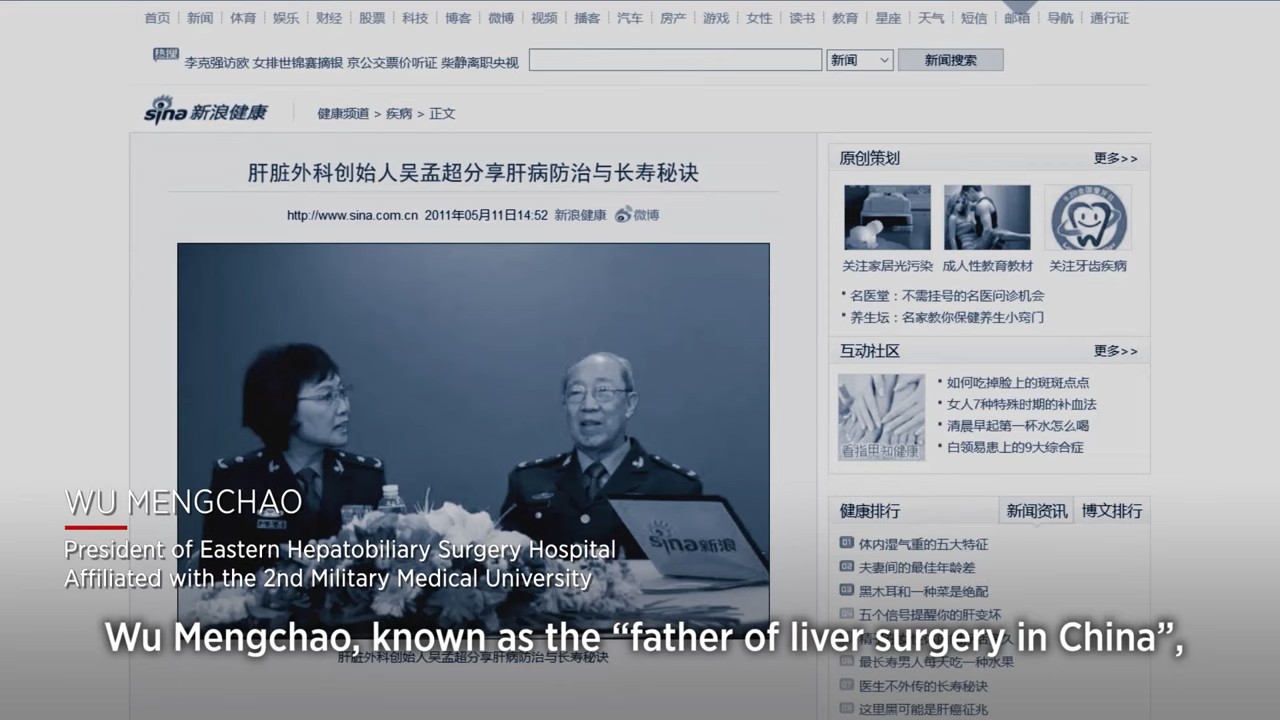 首页 新闻 体育 娱乐 财经 股票 科技 博客 微博 视频 播客 汽车 房产 游戏 女性 读书 教育 星座 天气 短信 邮箱 导航 通行证
热搜 李克强访欧 女排世锦赛摘银 京公交票价听证 柴静离职央视 新闻 新闻搜索
sina 新浪健康 健康频道 > 疾病 > 正文
肝脏外科创始人吴孟超分享肝病防治与长寿秘诀
http://www.sina.com.cn 2011年05月11日14:52 新浪健康 微博
sina新浪
WU MENGCHAO
President of Eastern Hepatobiliary Surgery Hospital
Affiliated with the 2nd Military Medical University
Wu Mengchao, known as the “father of liver surgery in China”,
肝脏外科创始人吴孟超分享肝病防治与长寿秘诀
原创策划 更多>>
关注家居光污染 成人性教育教材 关注牙齿疾病
名医堂：不需挂号的名医问诊机会
养生坛：名家教你保健养生小窍门
互动社区 更多>>
看指甲知健康
如何吃掉脸上的斑斑点点
女人7种特殊时期的补血法
清晨早起第一杯水怎么喝
白领易患上的9大综合症
健康排行 新闻资讯 博文排行
01 体内湿气重的五大特征
02 夫妻间的最佳年龄差
03 黑木耳和一种菜是绝配
04 五个信号提醒你的肝变坏
06 最长寿男人每天吃一种水果
07 医生不外传的长寿秘诀
08 这里黑可能是肝癌征兆